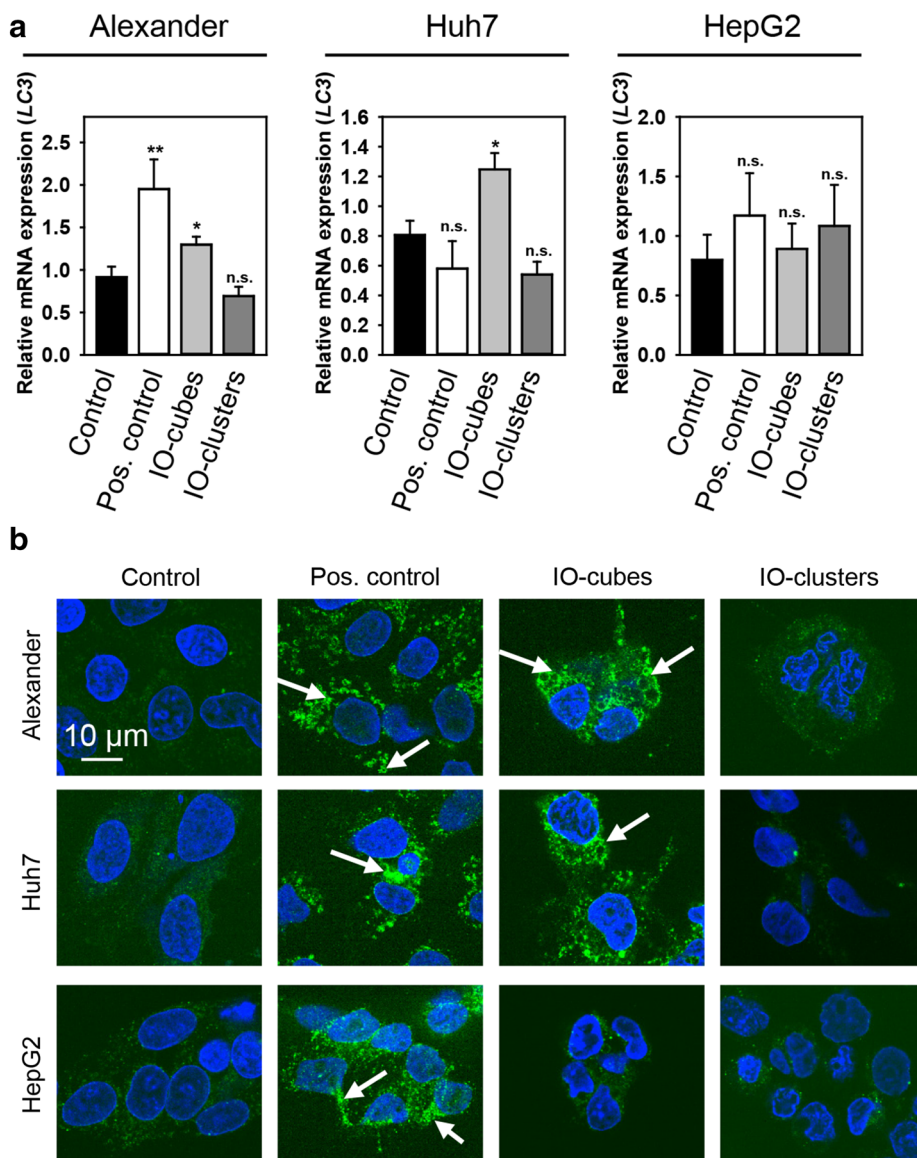 a
Alexander
Huh7
HepG2
Relative mRNA expression (LC3)
2.5
2.0
1.5
1.0
0.5
0.0
**
*
n.s.
Control
Pos. control
IO-cubes
IO-clusters
Relative mRNA expression (LC3)
1.6
1.4
1.2
1.0
0.8
0.6
0.4
0.2
0.0
n.s.
*
n.s.
Control
Pos. control
IO-cubes
IO-clusters
Relative mRNA expression (LC3)
2.0
1.5
1.0
0.5
0.0
n.s.
n.s.
n.s.
Control
Pos. control
IO-cubes
IO-clusters
b
Control
Pos. control
IO-cubes
IO-clusters
Alexander
10 µm
Huh7
HepG2